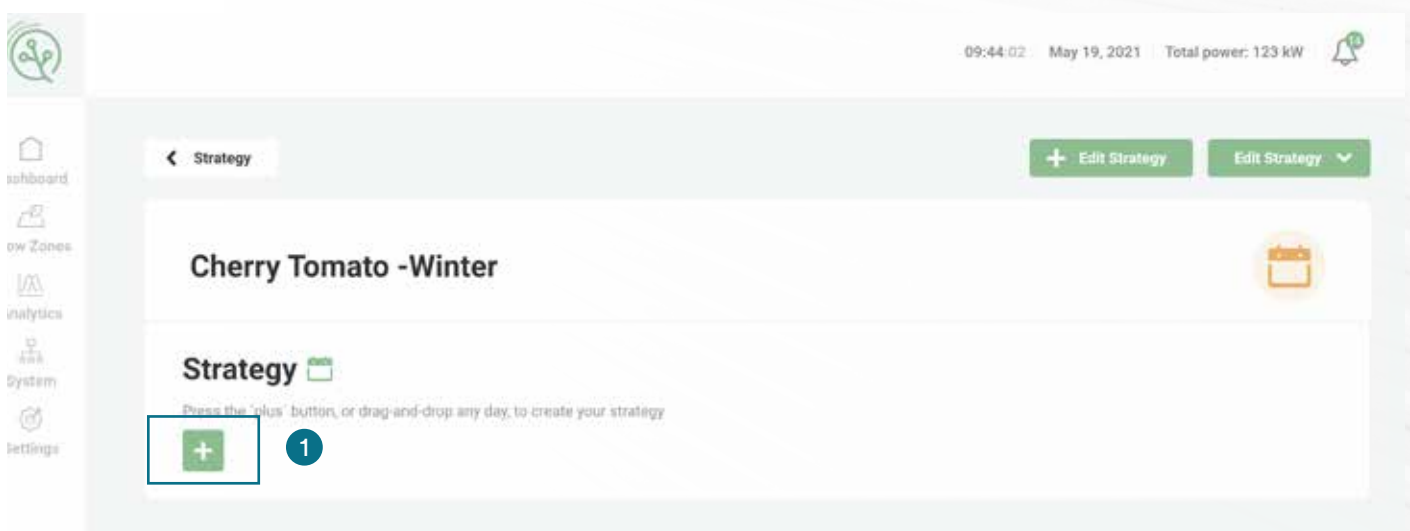 09:44:02 May 19, 2021 Total power: 123 kW 14
ashboard
Strategy
+ Edit Strategy
Edit Strategy
ow Zones
Cherry Tomato -Winter
nalytics
System
Strategy
Press the 'plus' button, or drag-and-drop any day, to create your strategy
Settings
+
1